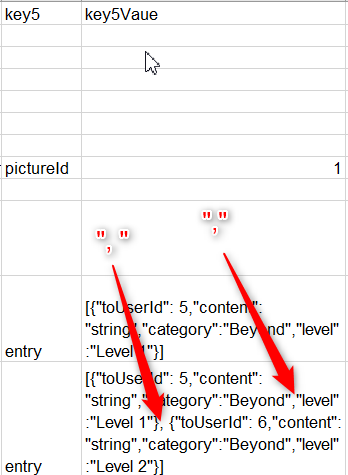 key5 key5Vaue
pictureId 1
", " ","
[{"toUserId": 5,"content":
"string","category":"Beyond","level"
entry :"Level 1"}]
[{"toUserId": 5,"content":
"string","category":"Beyond","level"
:"Level 1"}, {"toUserId": 6,"content":
"string","category":"Beyond","level"
entry :"Level 2"}]